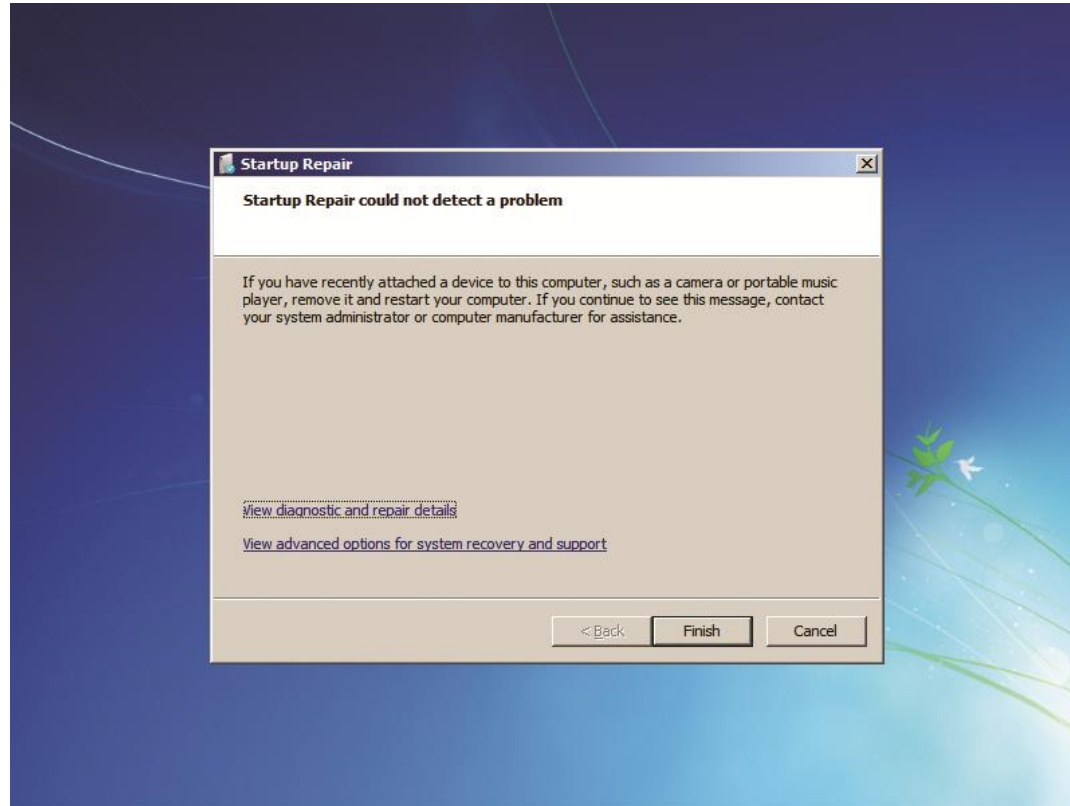 Startup Repair
Startup Repair could not detect a problem
If you have recently attached a device to this computer, such as a camera or portable music
player, remove it and restart your computer. If you continue to see this message, contact
your system administrator or computer manufacturer for assistance.
View diagnostic and repair details
View advanced options for system recovery and support
< Back Finish Cancel